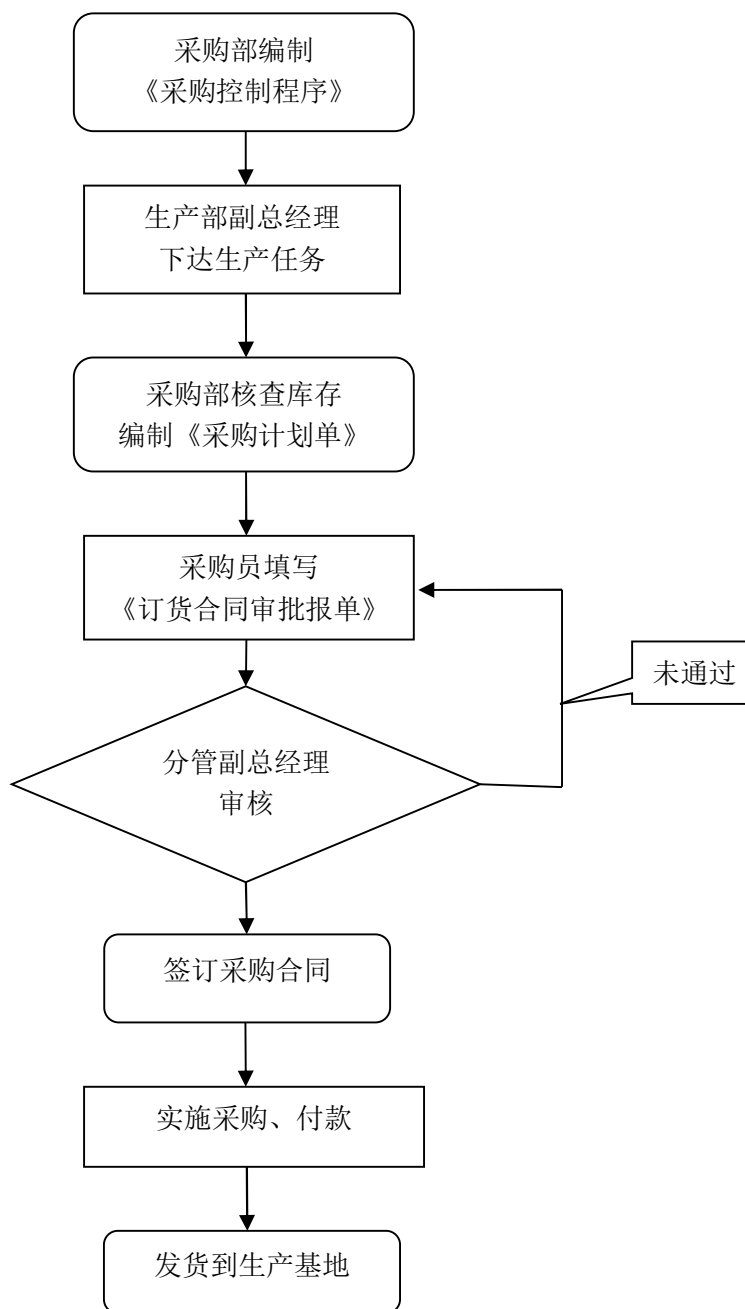 采购部编制
《采购控制程序》
生产部副总经理
下达生产任务
采购部核查库存
编制《采购计划单》
采购员填写
《订货合同审批报单》
未通过
分管副总经理
审核
签订采购合同
实施采购、付款
发货到生产基地